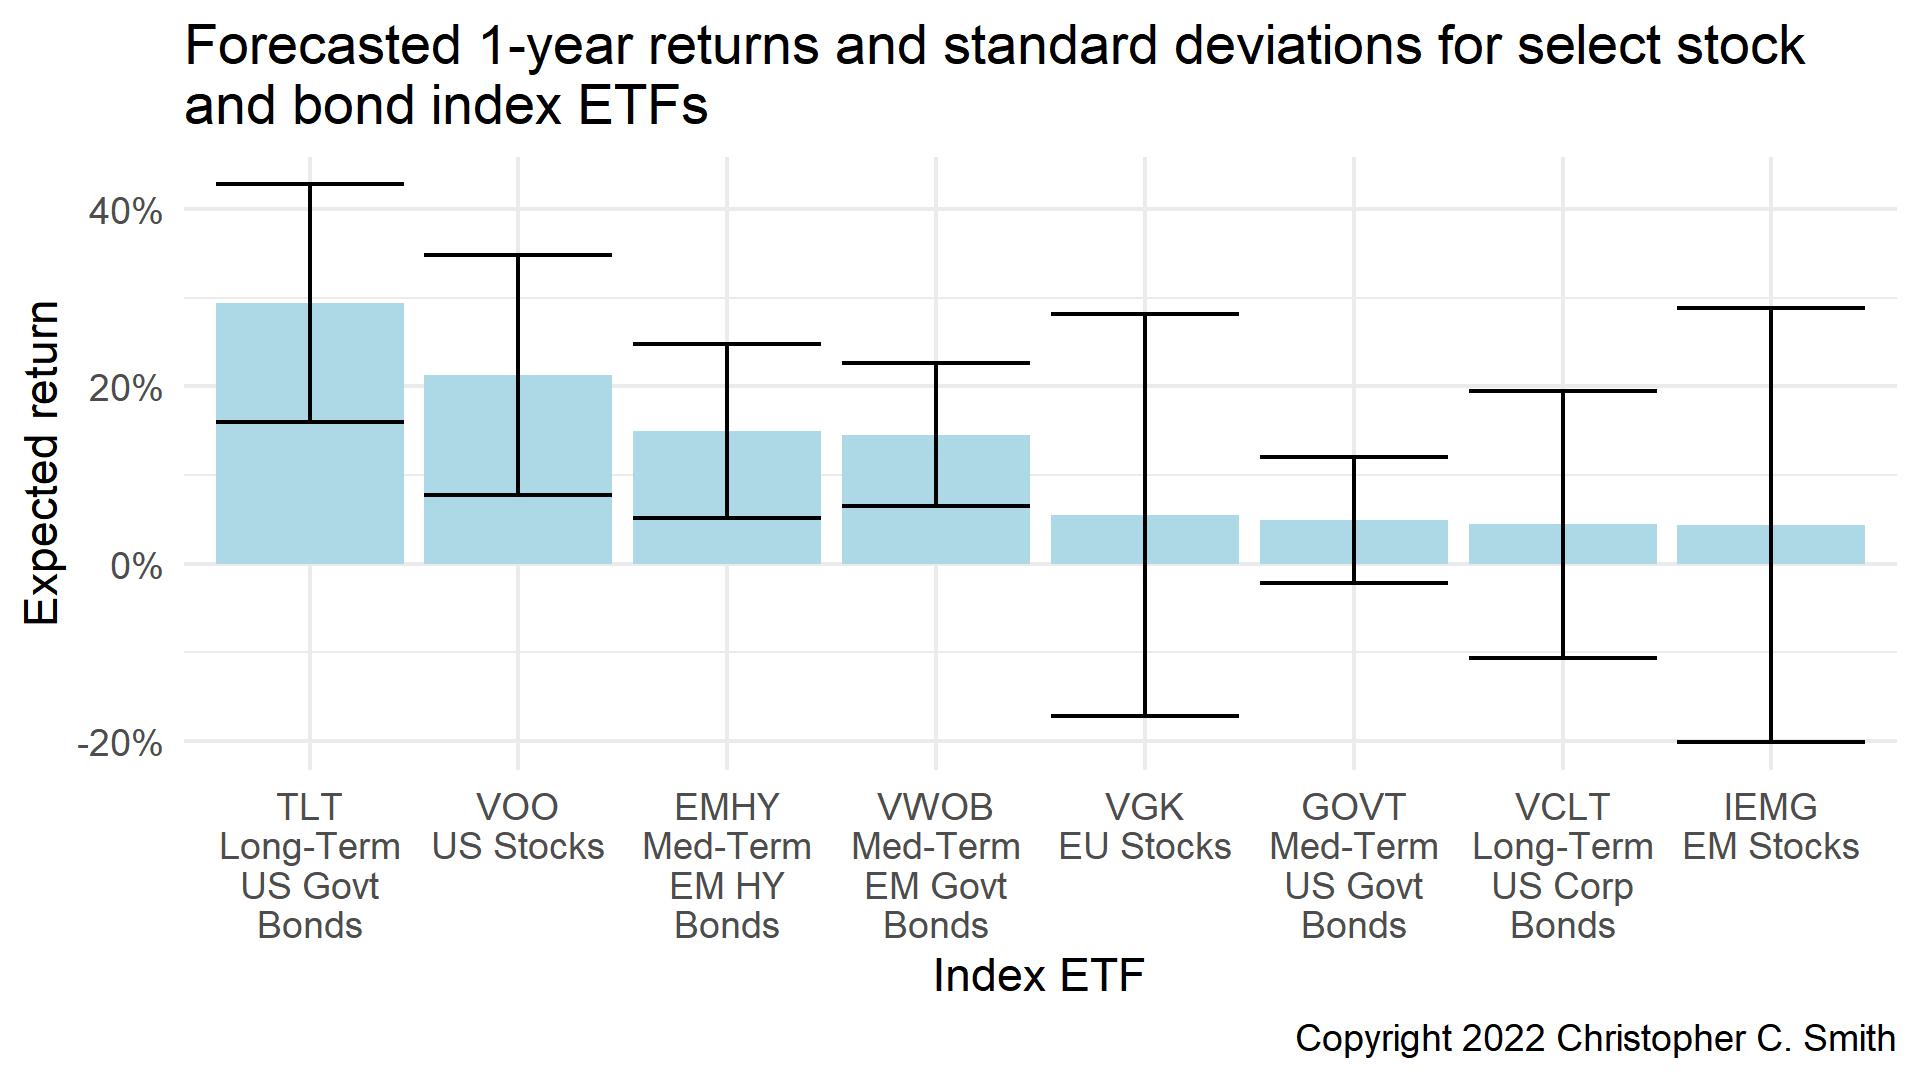 Forecasted 1-year returns and standard deviations for select stock
and bond index ETFs
Expected return
40%
20%
0%
-20%
TLT
Long-Term
US Govt
Bonds
VOO
US Stocks
EMHY
Med-Term
EM HY
Bonds
VWOB
Med-Term
EM Govt
Bonds
VGK
EU Stocks
GOVT
Med-Term
US Govt
Bonds
VCLT
Long-Term
US Corp
Bonds
IEMG
EM Stocks
Index ETF
Copyright 2022 Christopher C. Smith